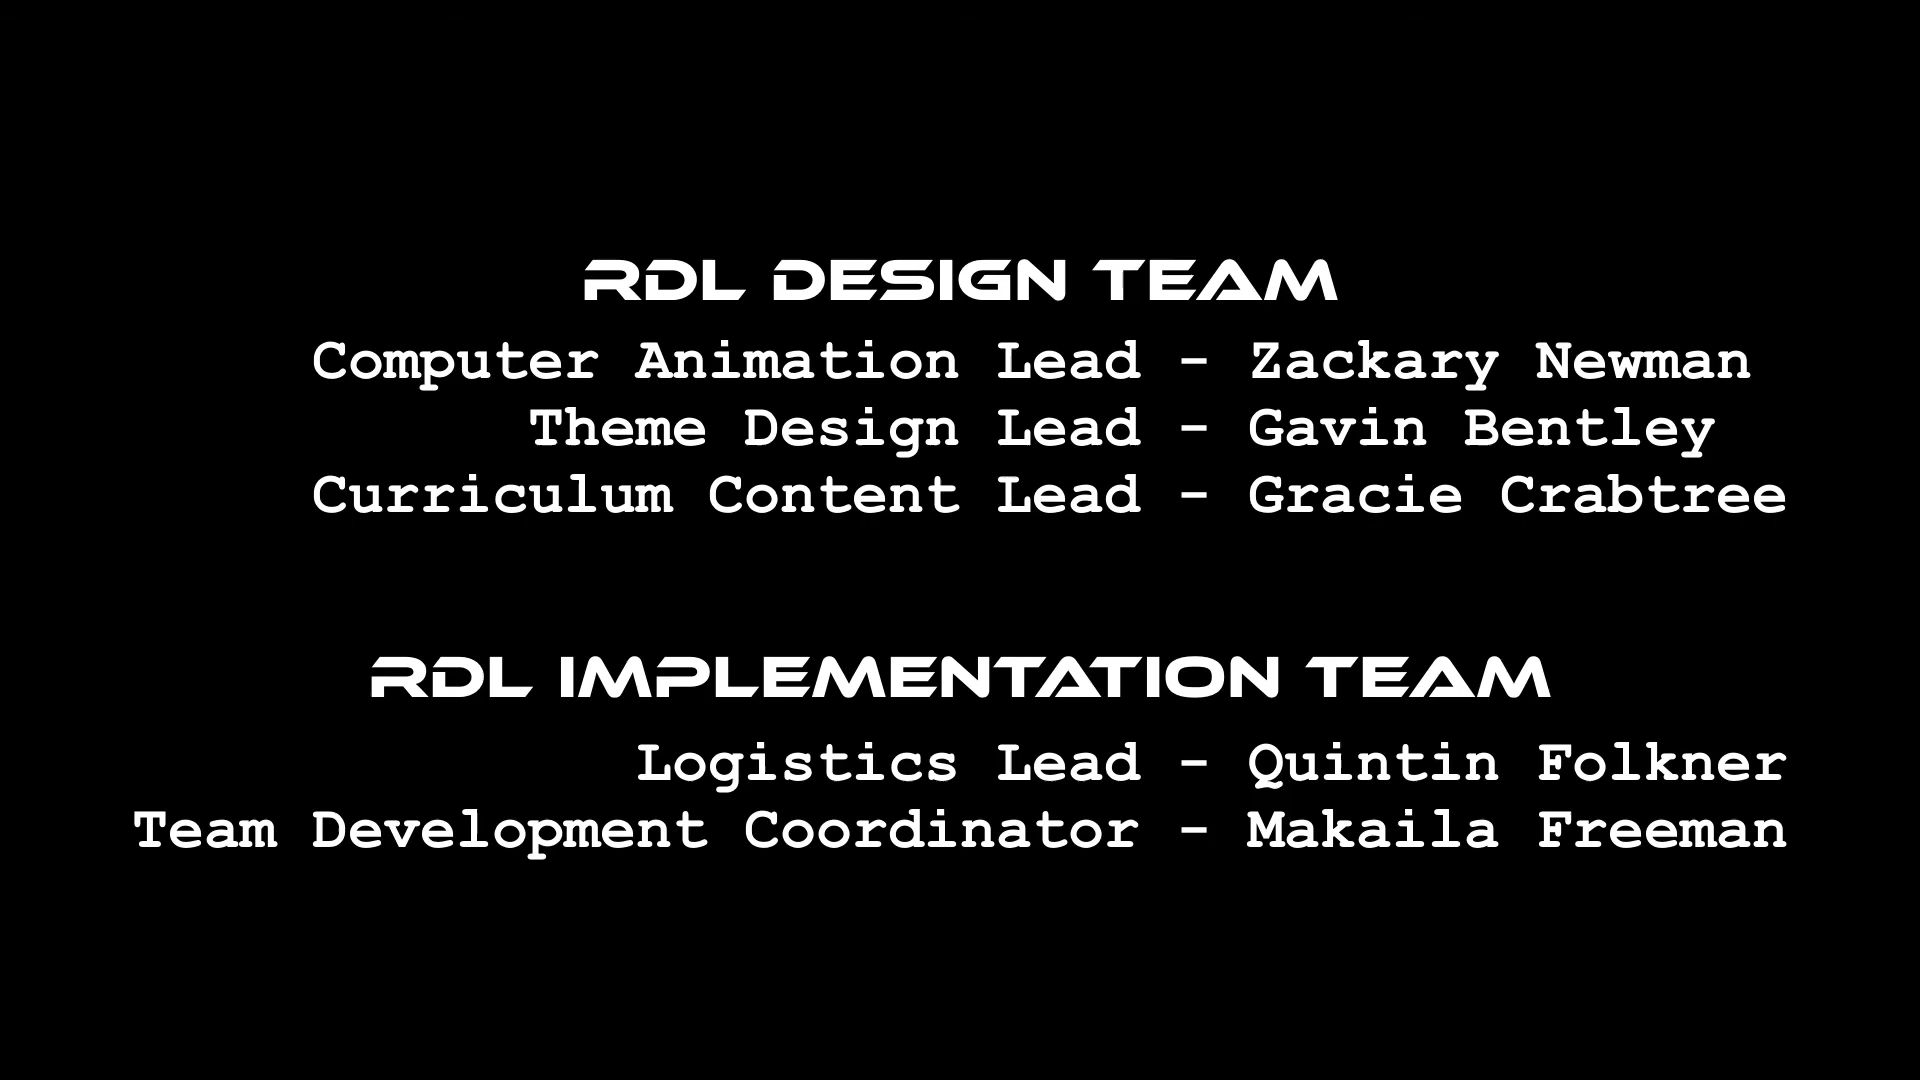 RDL DESIGN TEAM
Computer Animation Lead - Zackary Newman
Theme Design Lead - Gavin Bentley
Curriculum Content Lead - Gracie Crabtree
RDL IMPLEMENTATION TEAM
Logistics Lead - Quintin Folkner
Team Development Coordinator - Makaila Freeman